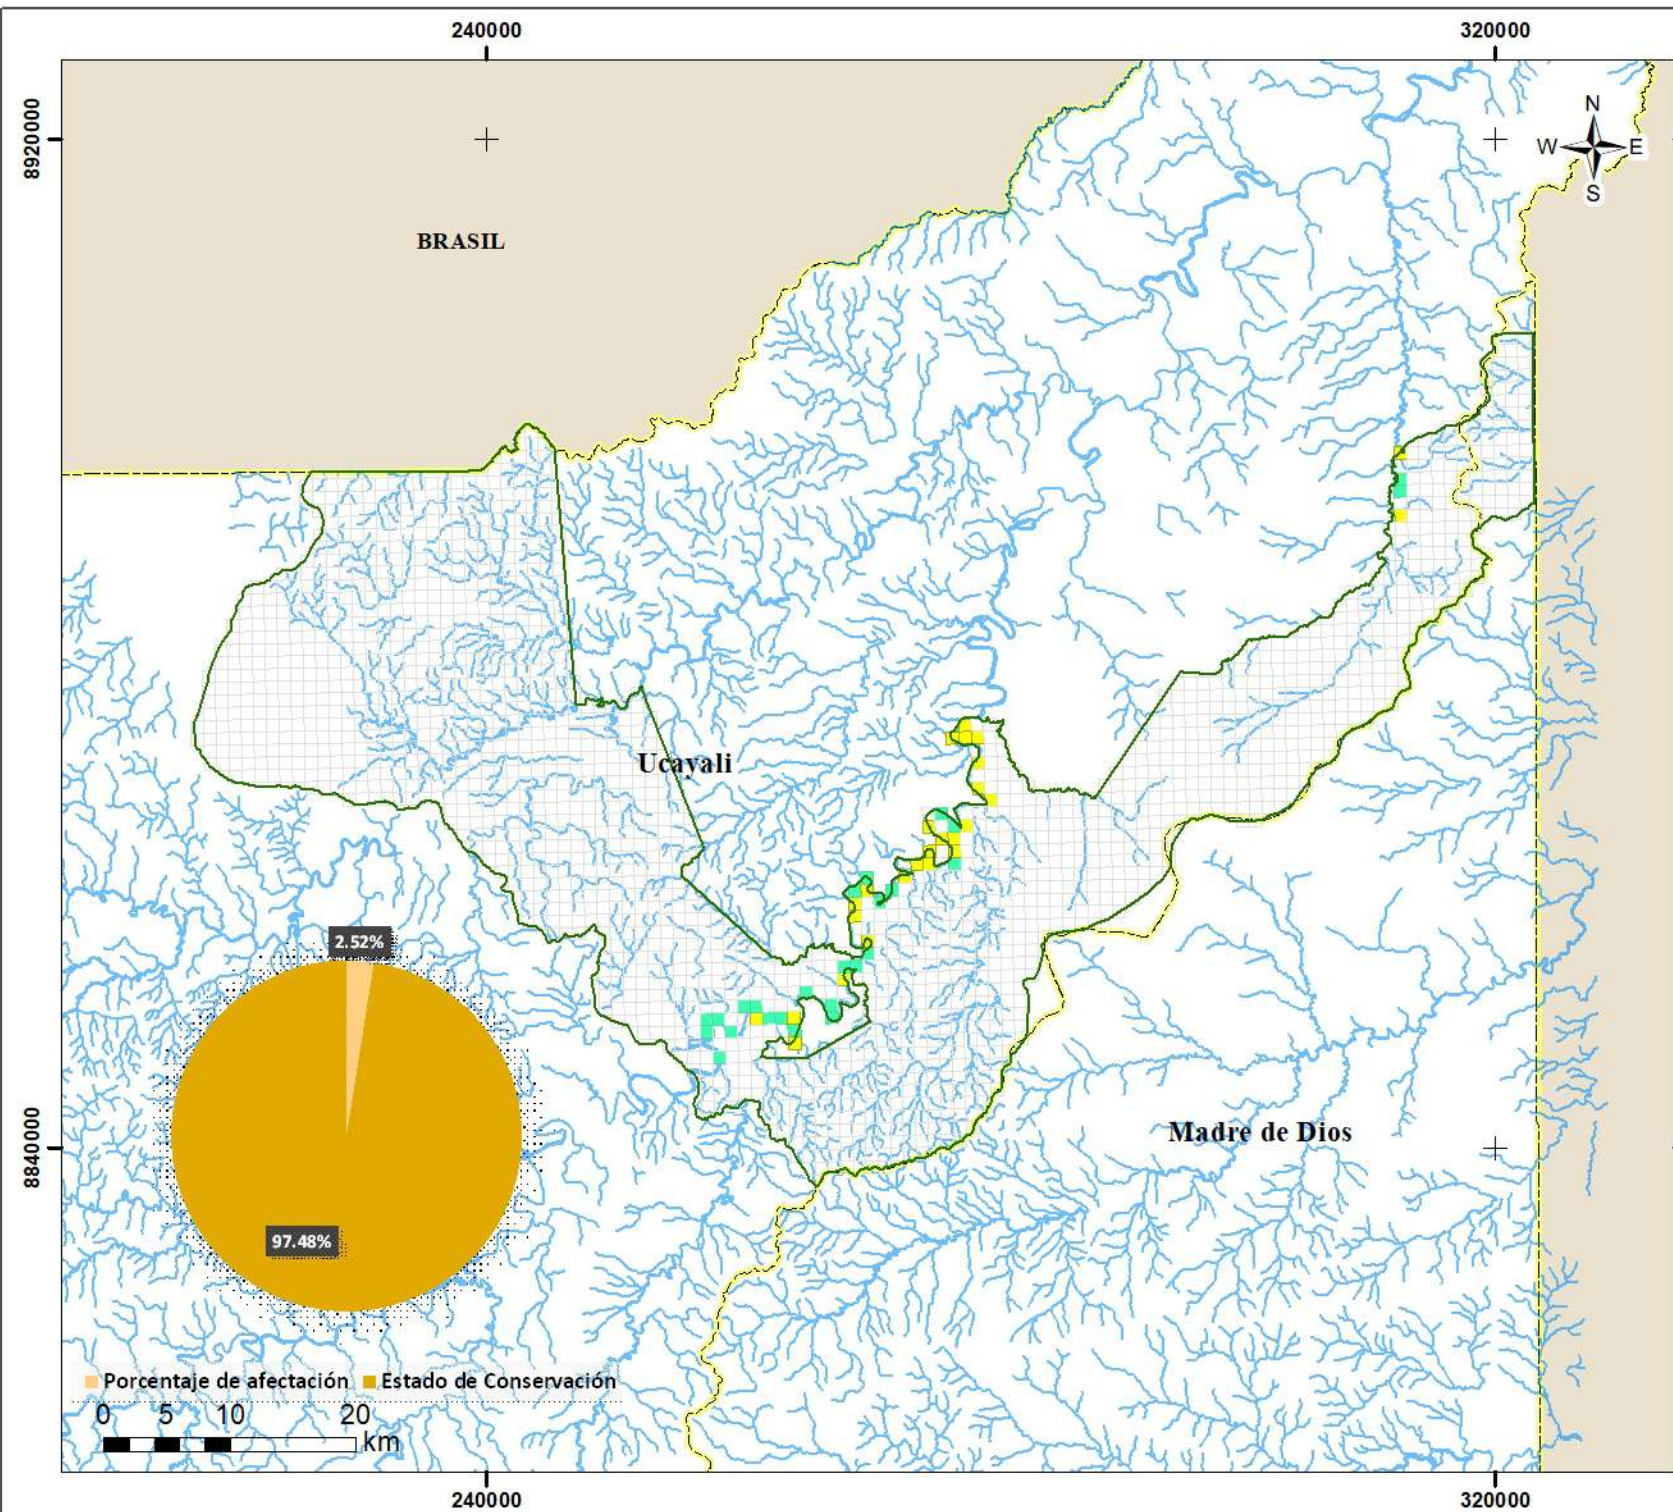 240000 320000
8920000
N
W E
S
BRASIL
Ucayali
2.52%
Madre de Dios
8840000
97.48%
Porcentaje de afectación Estado de Conservación
0 5 10 20
km
240000 320000